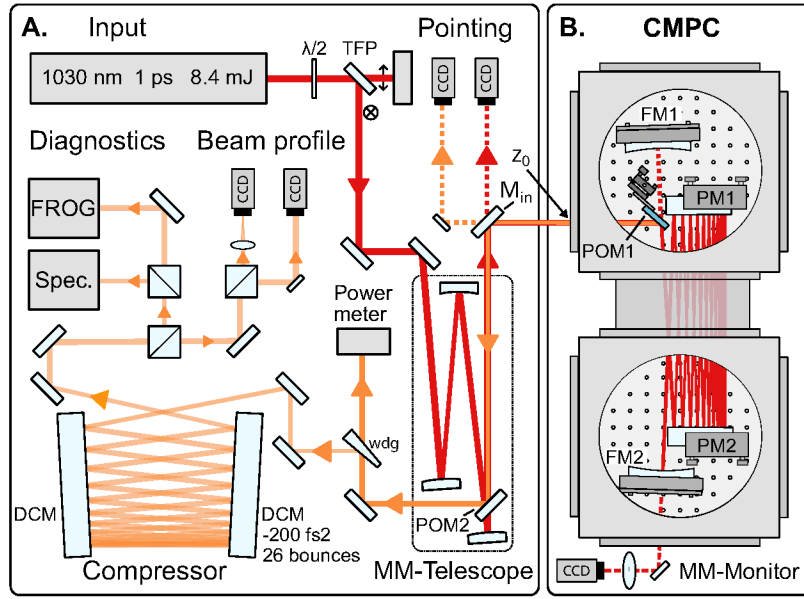 A.
Input
λ/2
TFP
Pointing
1030 nm 1 ps 8.4 mJ
CCD
CCD
Diagnostics
Beam profile
z0
FROG
CCD
CCD
Min
Spec.
Power
meter
wdg
DCM
DCM
-200 fs2
26 bounces
POM2
Compressor
MM-Telescope
B.
CMPC
FM1
PM1
POM1
PM2
FM2
CCD
MM-Monitor